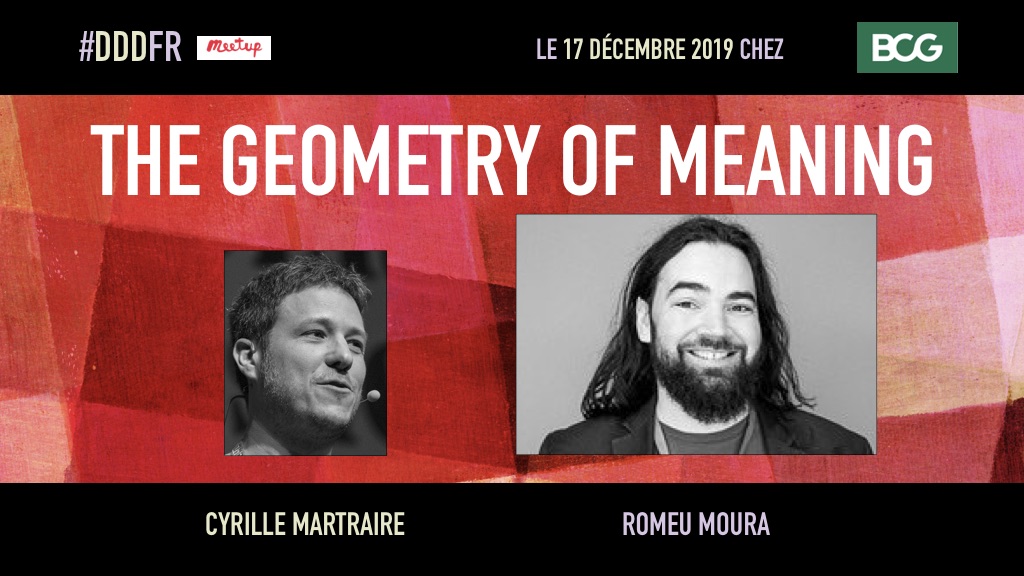 #DDDFR meetup LE 17 DÉCEMBRE 2019 CHEZ BCG
THE GEOMETRY OF MEANING
CYRILLE MARTRAIRE ROMEU MOURA